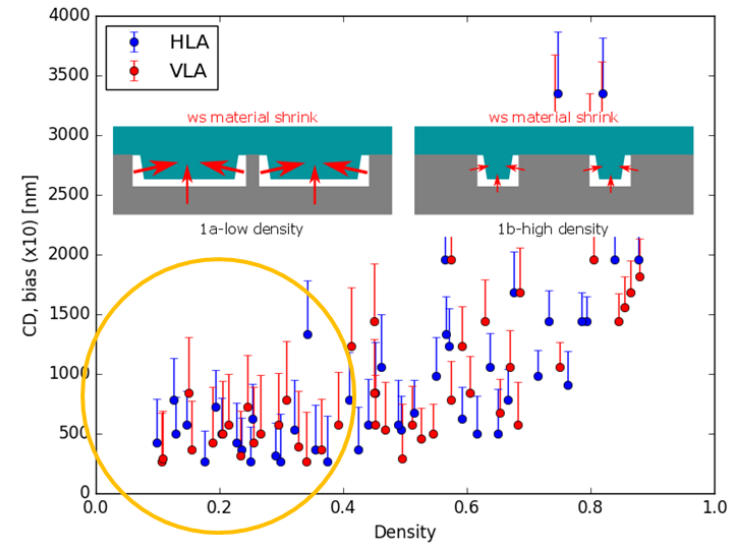 4000
3500
3000
2500
2000
1500
1000
500
0
CD, bias (x10) [nm]
HLA
VLA
ws material shrink
ws material shrink
1a-low density
1b-high density
0.0
0.2
0.4
0.6
0.8
1.0
Density